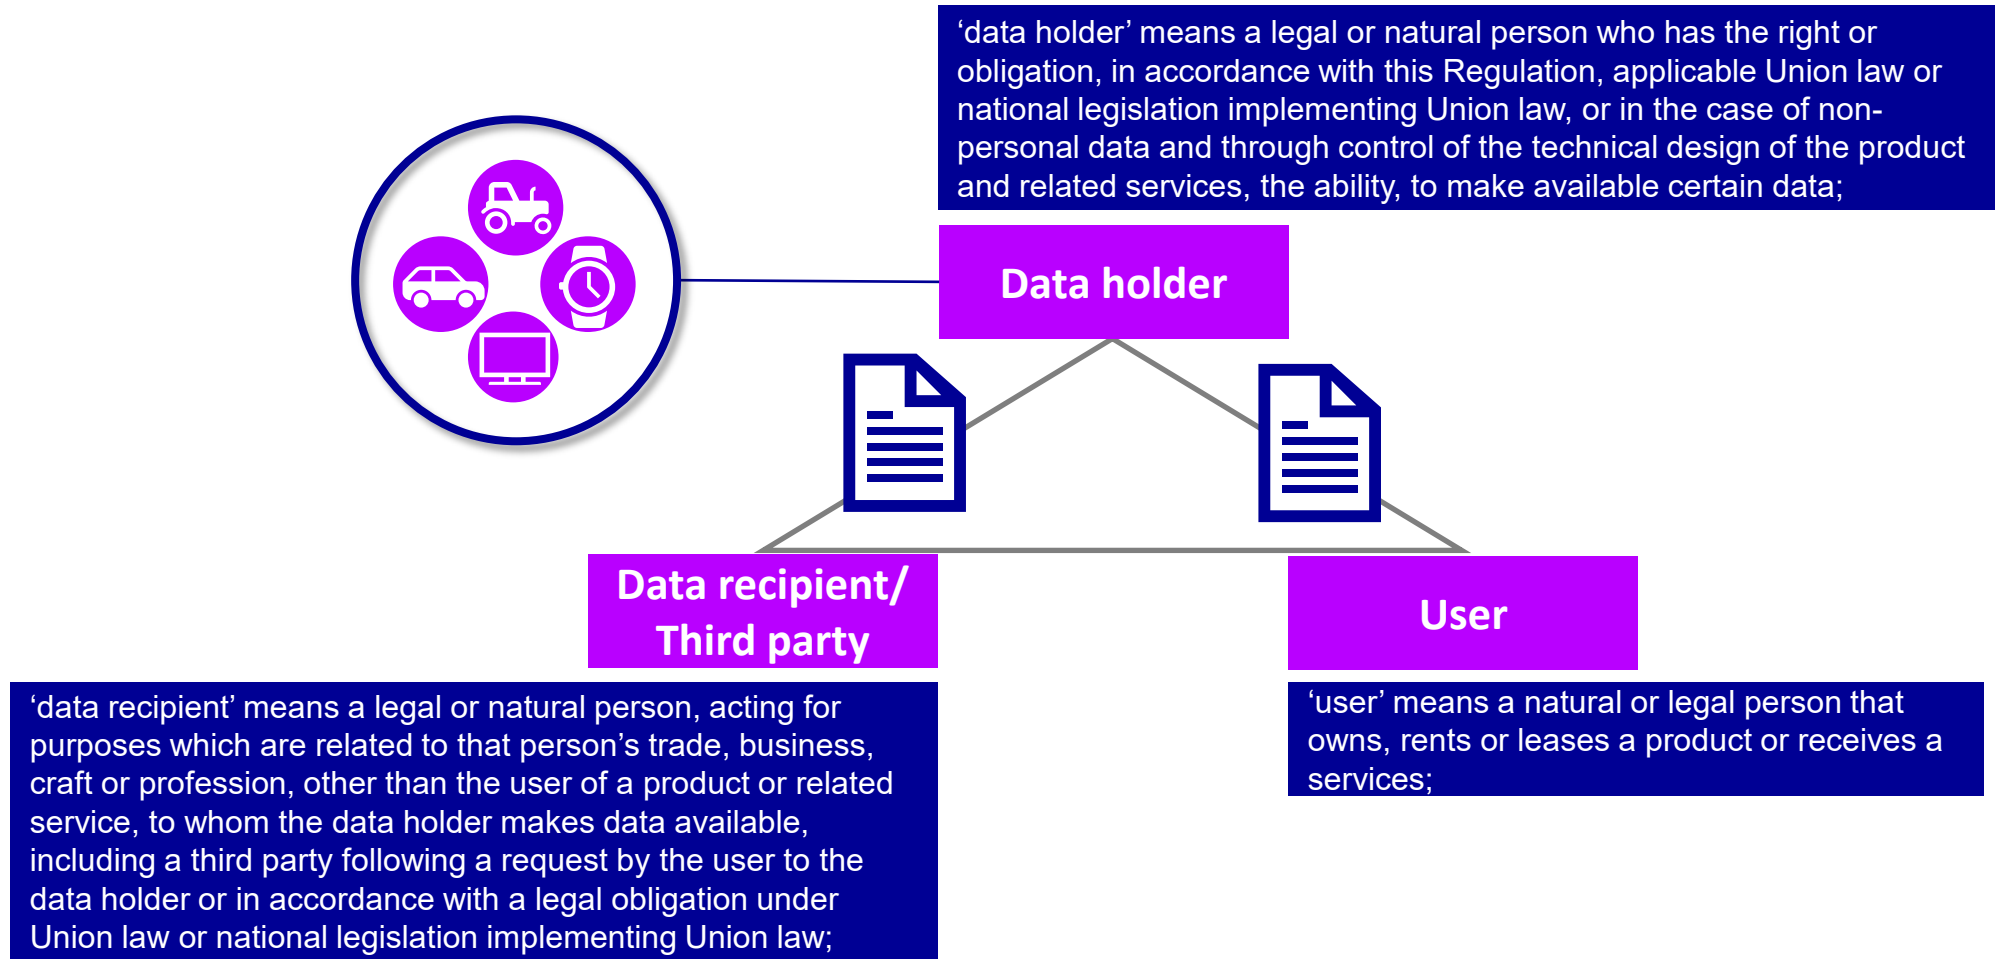 ‘data holder’ means a legal or natural person who has the right or
obligation, in accordance with this Regulation, applicable Union law or
national legislation implementing Union law, or in the case of non-
personal data and through control of the technical design of the product
and related services, the ability, to make available certain data;
Data holder
Data recipient/
Third party
User
‘data recipient’ means a legal or natural person, acting for
purposes which are related to that person’s trade, business,
craft or profession, other than the user of a product or related
service, to whom the data holder makes data available,
including a third party following a request by the user to the
data holder or in accordance with a legal obligation under
Union law or national legislation implementing Union law;
‘user’ means a natural or legal person that
owns, rents or leases a product or receives a
services;